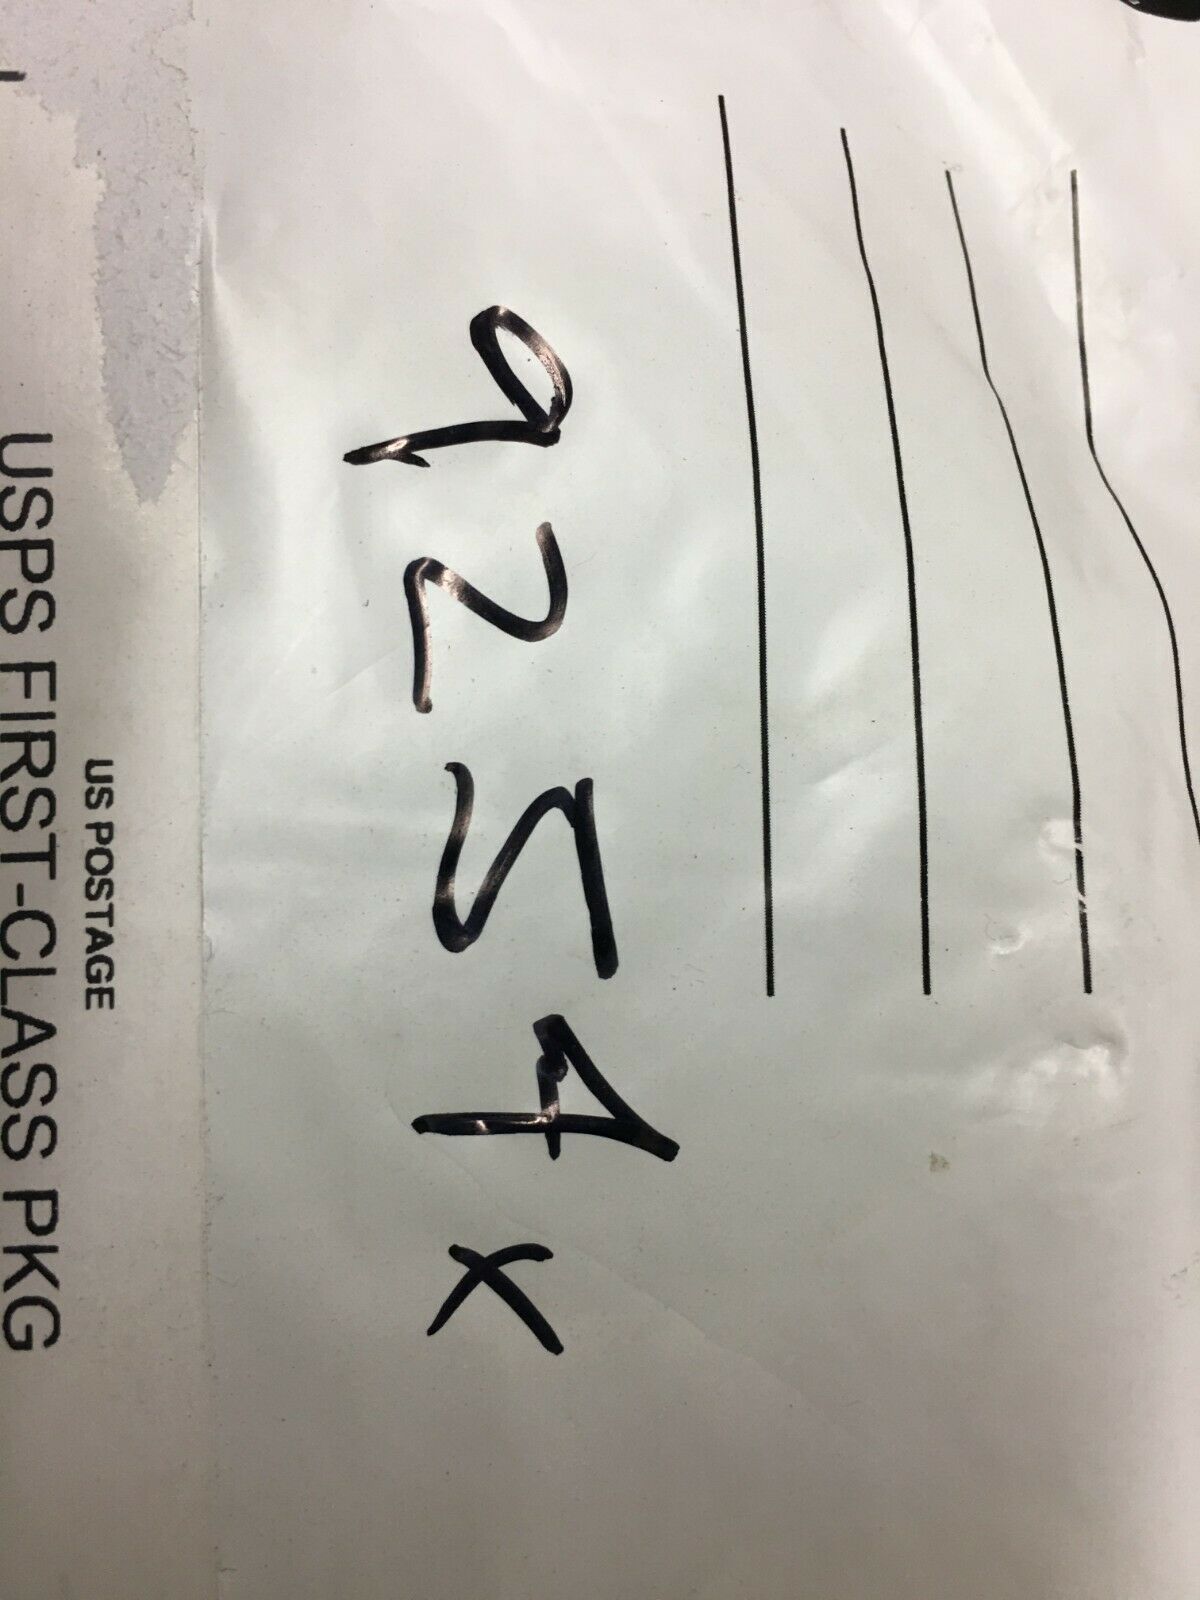 9254x
US POSTAGE
USPS FIRST-CLASS PKG